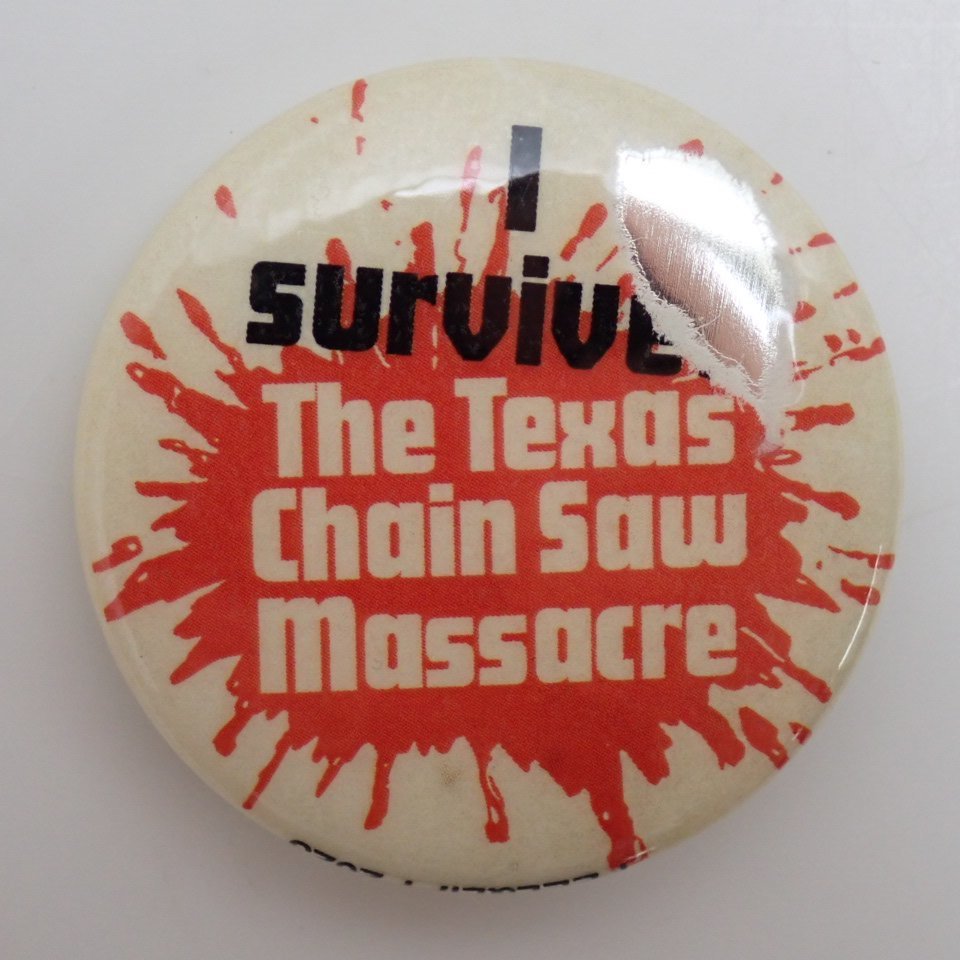 I
survive
The Texas
Chain Saw
Massacre